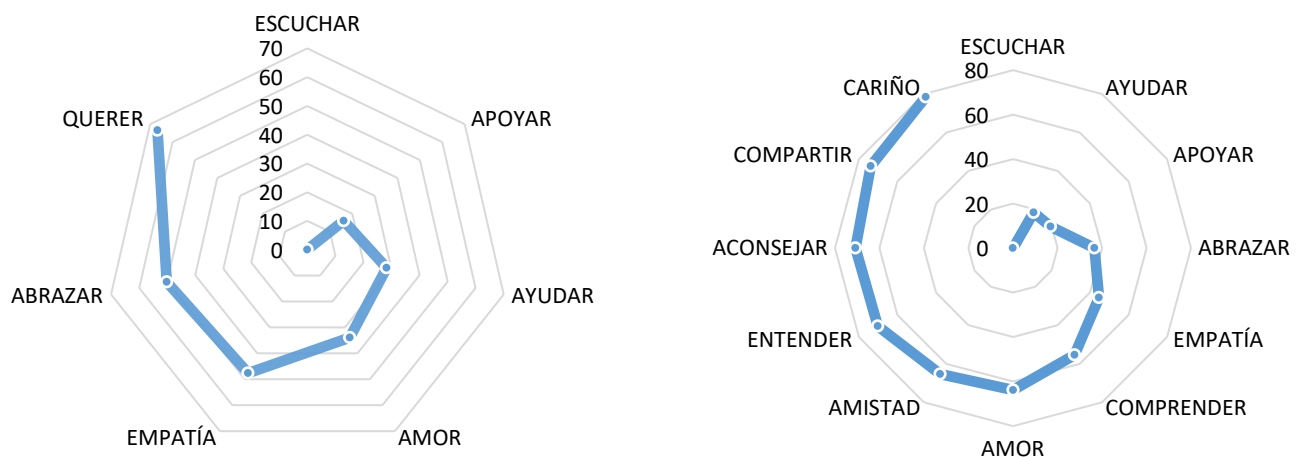 ESCUCHAR
70
60
50
40
30
20
10
0
APOYAR
AYUDAR
AMOR
EMPATÍA
ABRAZAR
QUERER
ESCUCHAR
80
60
40
20
0
AYUDAR
APOYAR
ABRAZAR
EMPATÍA
COMPRENDER
AMOR
AMISTAD
ENTENDER
ACONSEJAR
COMPARTIR
CARIÑO